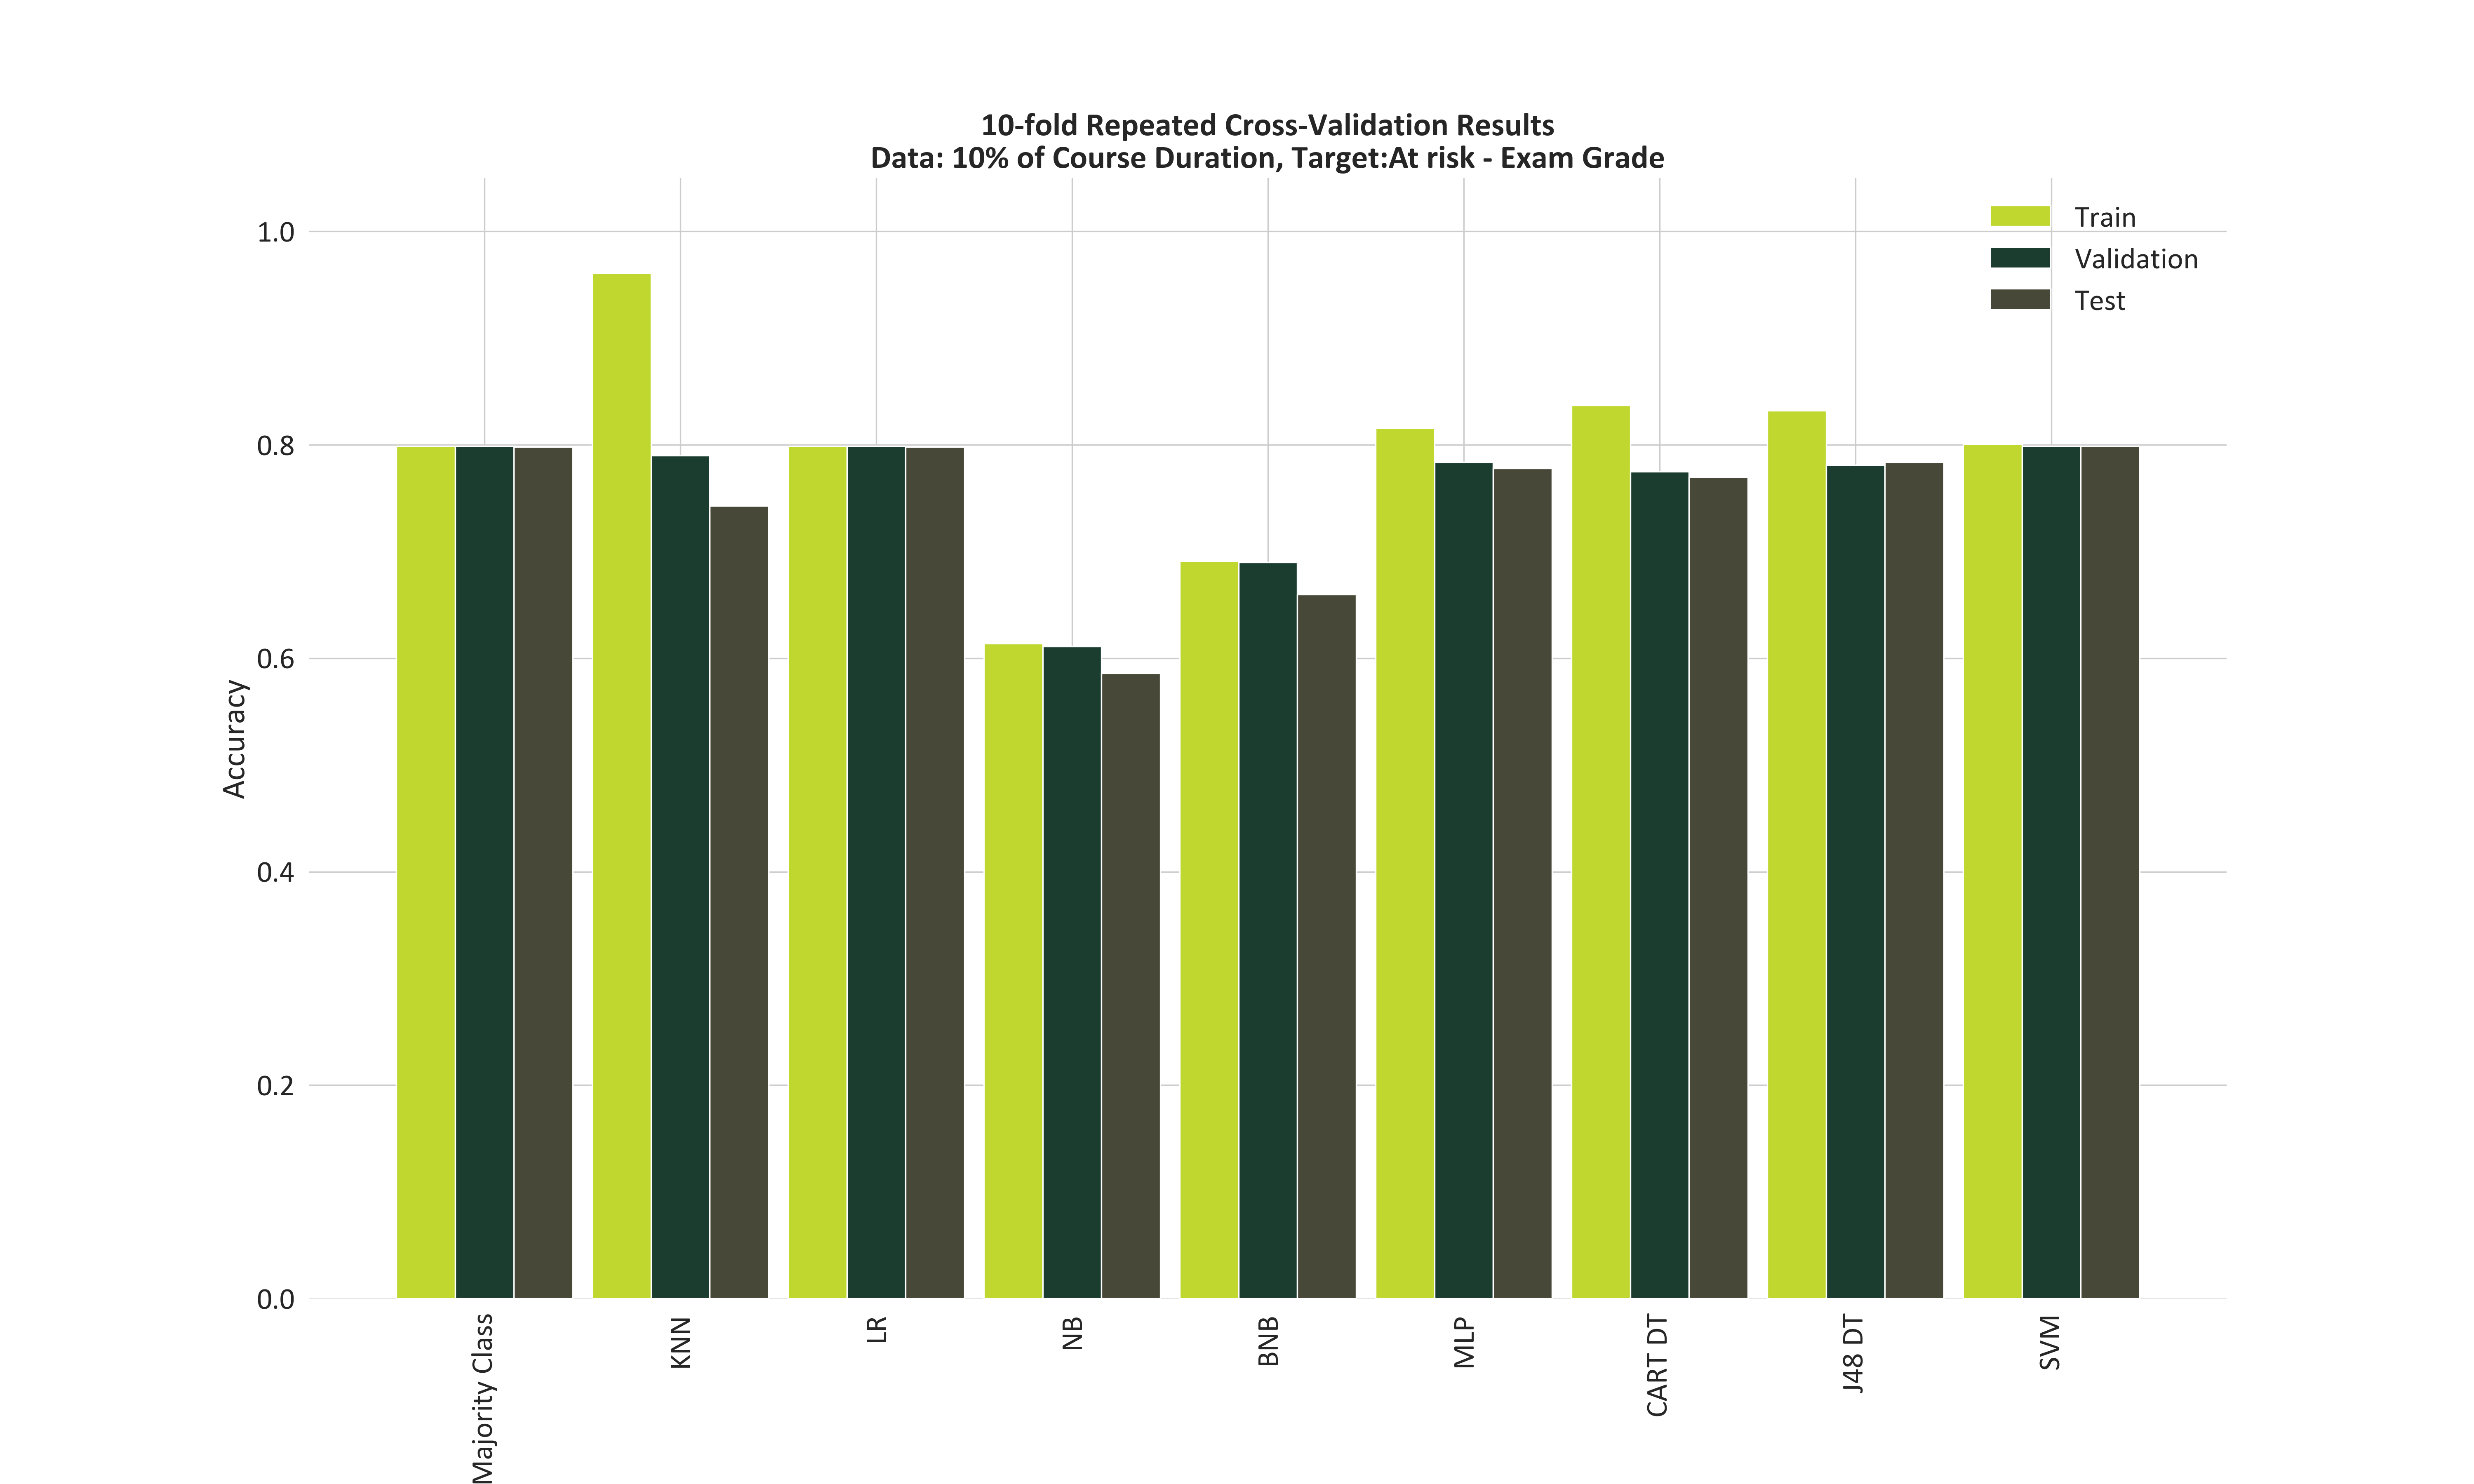 10-fold Repeated Cross-Validation Results
Data: 10% of Course Duration, Target:At risk - Exam Grade
Train
Validation
Test
Accuracy
1.0
0.8
0.6
0.4
0.2
0.0
Majority Class
KNN
LR
NB
BNB
MLP
CART DT
J48 DT
SVM